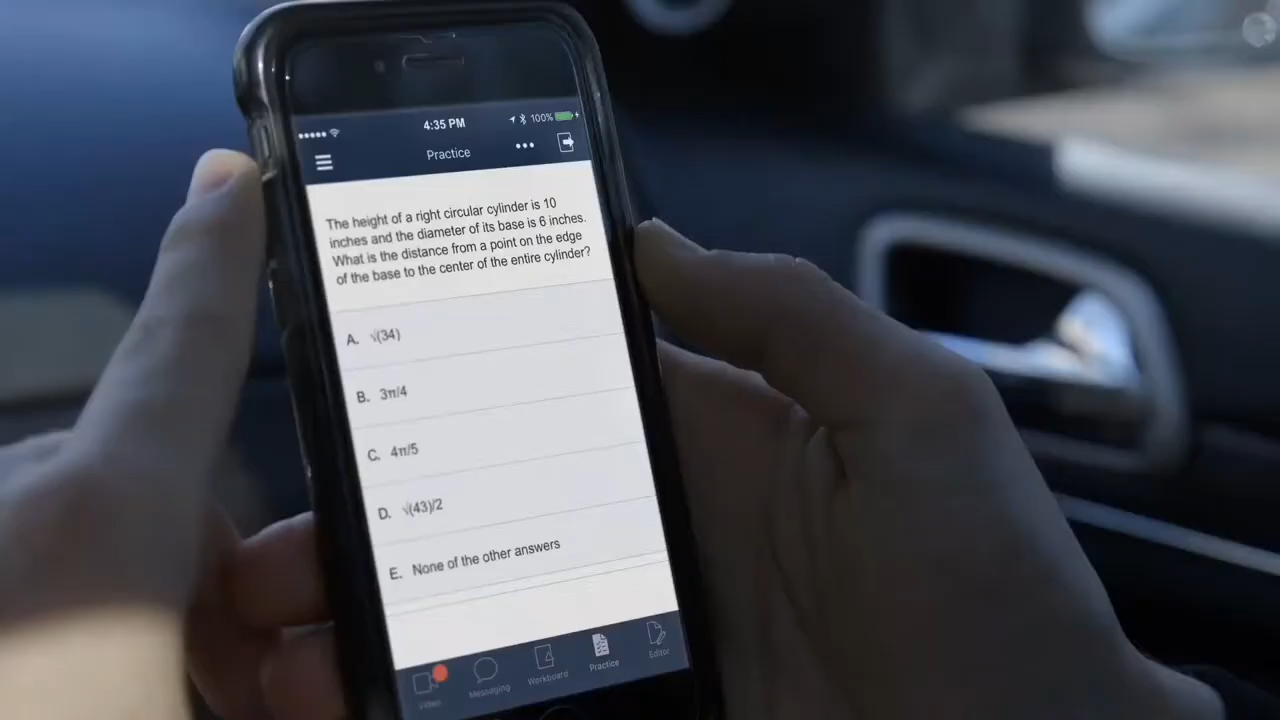 4:35 PM
100%
Practice
The height of a right circular cylinder is 10
inches and the diameter of its base is 6 inches.
What is the distance from a point on the edge
of the base to the center of the entire cylinder?
A. √(34)
B. 3π/4
C. 4π/5
D. √(43)/2
E. None of the other answers
Video
Messaging
Workboard
Practice
Editor